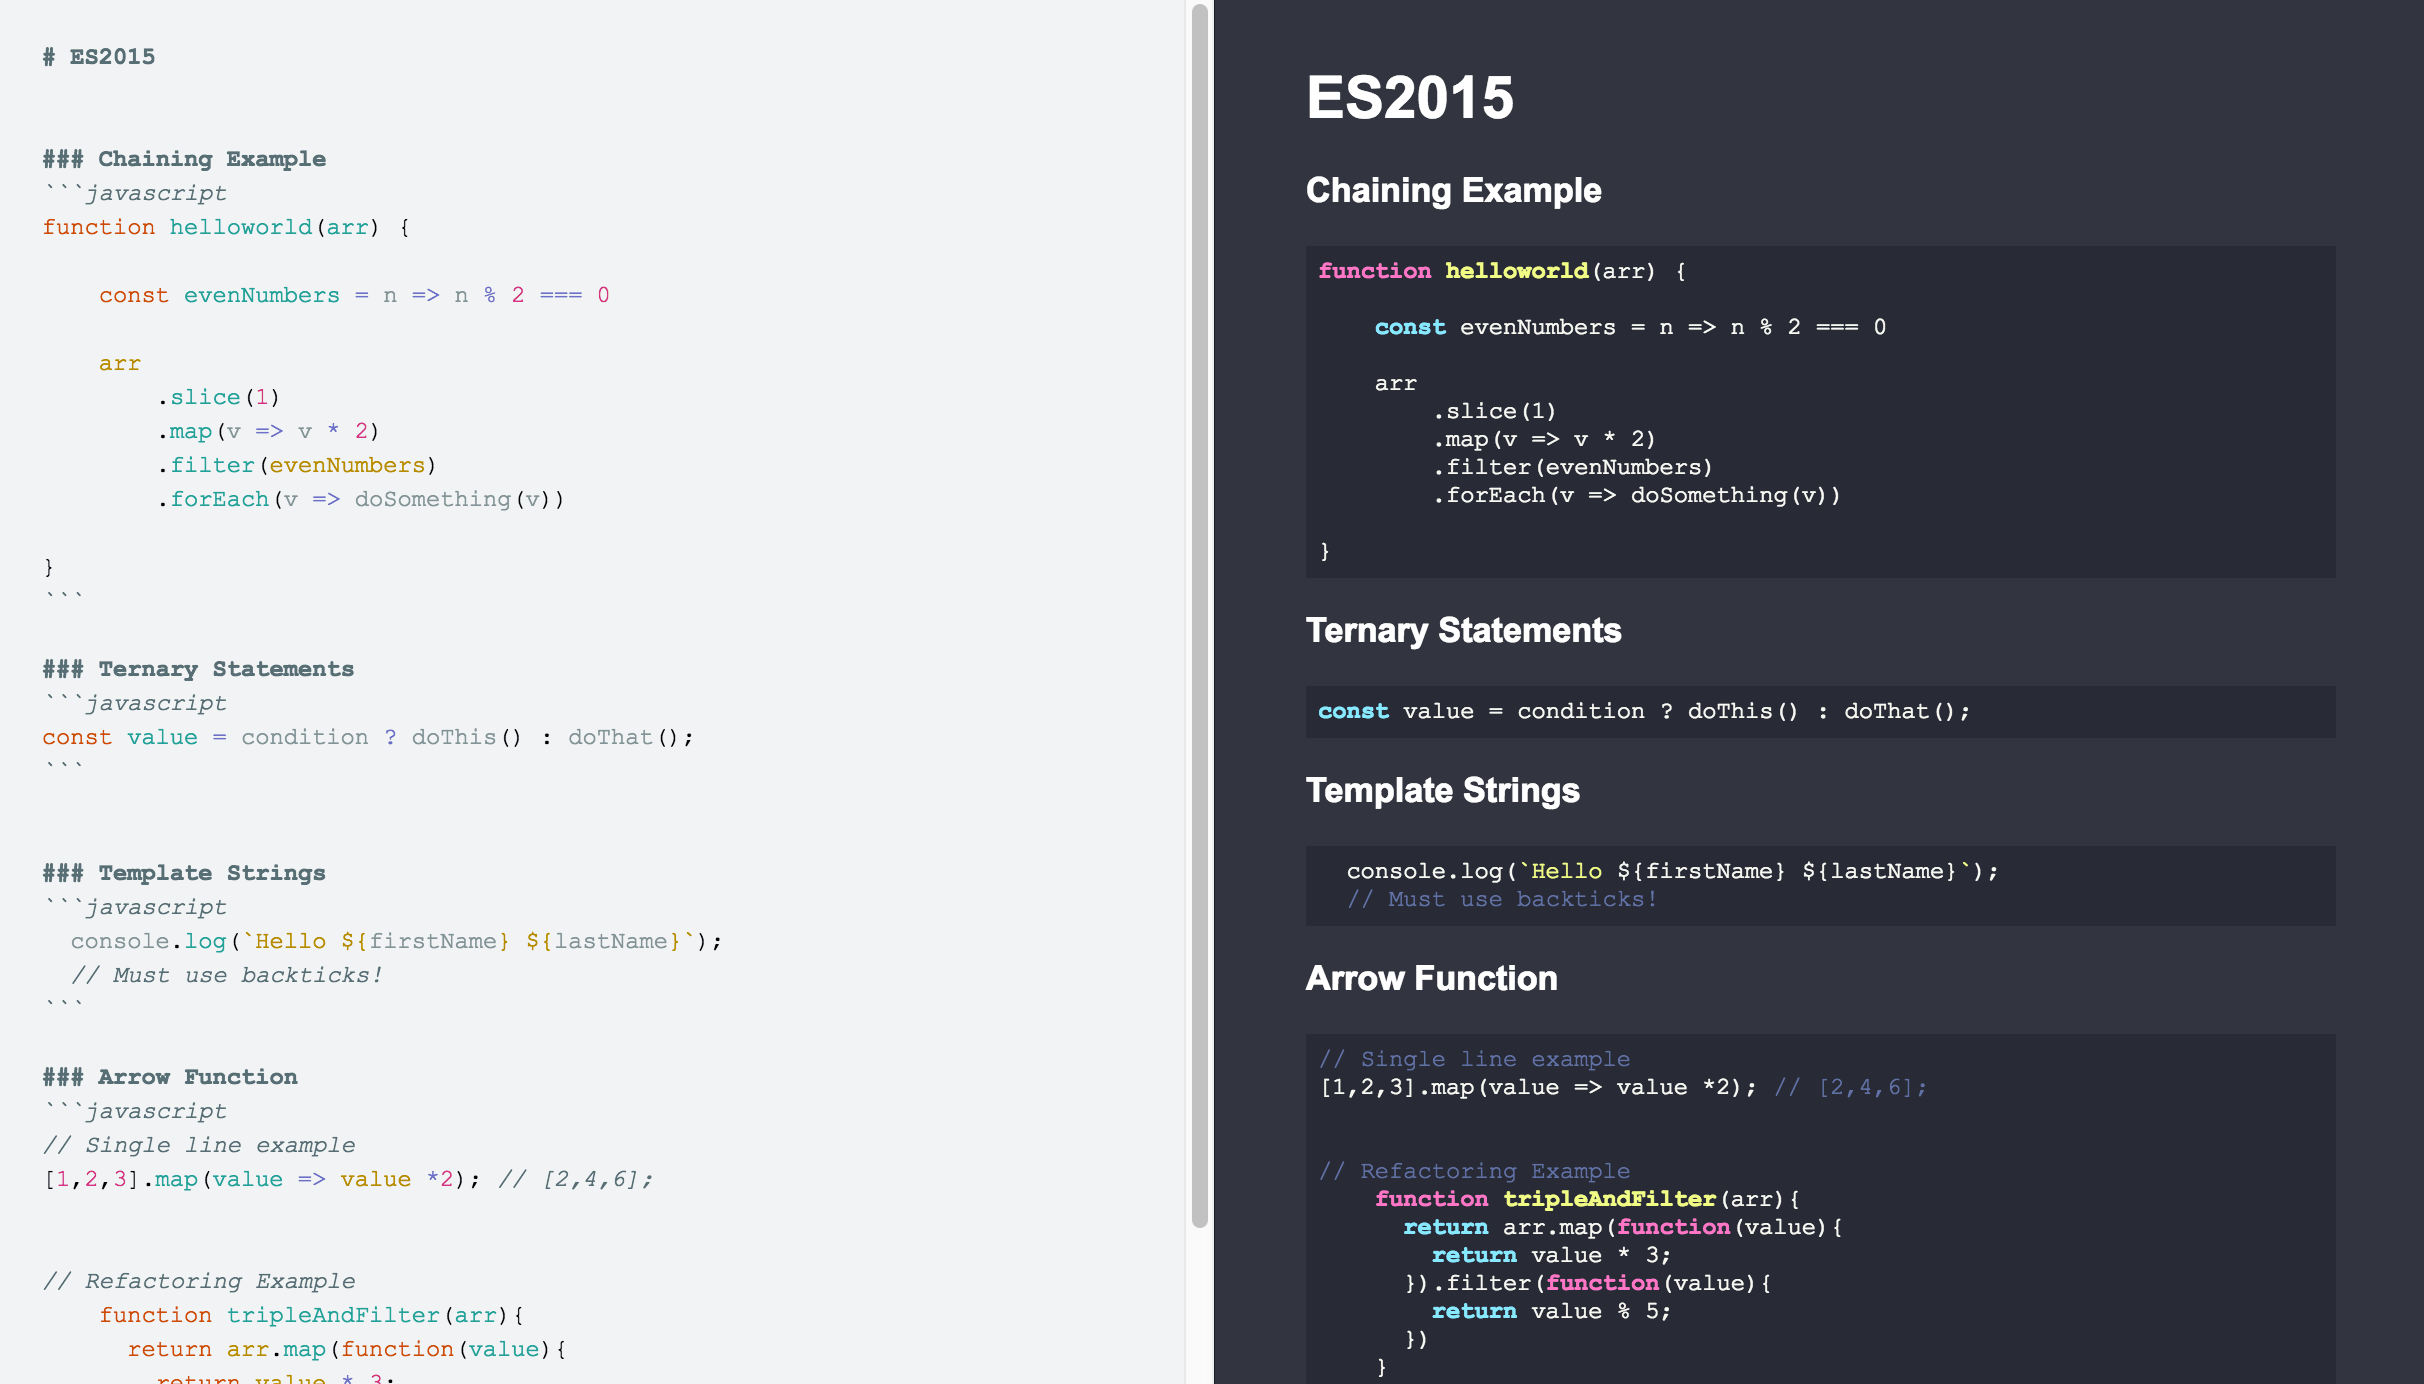 # ES2015
### Chaining Example
```javascript
function helloworld(arr) {
    const evenNumbers = n => n % 2 === 0
    arr
        .slice(1)
        .map(v => v * 2)
        .filter(evenNumbers)
        .forEach(v => doSomething(v))
}
```
### Ternary Statements
```javascript
const value = condition ? doThis() : doThat();
```
### Template Strings
```javascript
  console.log(`Hello ${firstName} ${lastName}`);
  // Must use backticks!
```
### Arrow Function
```javascript
// Single line example
[1,2,3].map(value => value *2); // [2,4,6];
// Refactoring Example
    function tripleAndFilter(arr){
      return arr.map(function(value){
        return value * 3;
ES2015
Chaining Example
function helloworld(arr) {
    const evenNumbers = n => n % 2 === 0
    arr
        .slice(1)
        .map(v => v * 2)
        .filter(evenNumbers)
        .forEach(v => doSomething(v))
}
Ternary Statements
const value = condition ? doThis() : doThat();
Template Strings
  console.log(`Hello ${firstName} ${lastName}`);
  // Must use backticks!
Arrow Function
// Single line example
[1,2,3].map(value => value *2); // [2,4,6];
// Refactoring Example
    function tripleAndFilter(arr){
      return arr.map(function(value){
        return value * 3;
      }).filter(function(value){
        return value % 5;
      })
    }